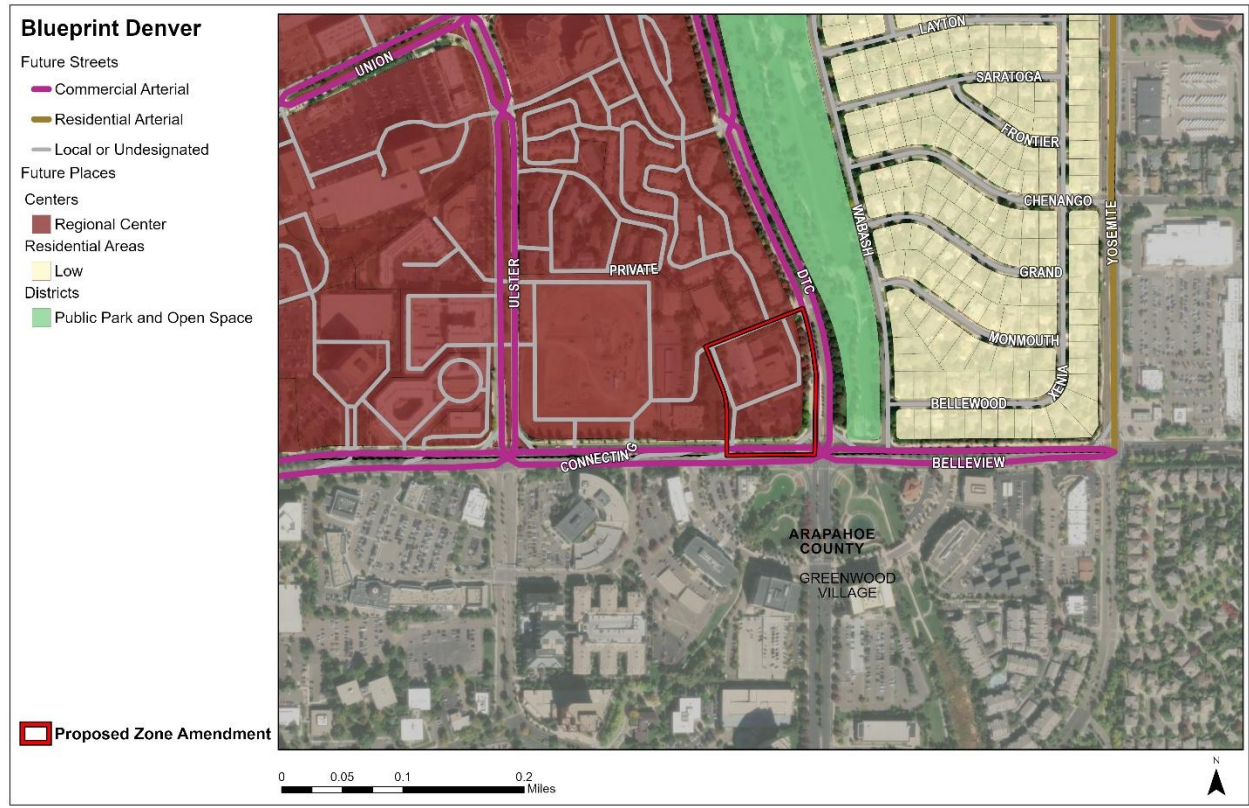 Blueprint Denver
Future Streets
Commercial Arterial
Residential Arterial
Local or Undesignated
Future Places
Centers
Regional Center
Residential Areas
Low
Districts
Public Park and Open Space
Proposed Zone Amendment
UNION
ULSTER
PRIVATE
DTC
WABASH
LAYTON
SARATOGA
FRONTIER
CHENANGO
YOSEMITE
GRAND
MONMOUTH
XENIA
BELLEWOOD
CONNECTING
BELLEVIEW
ARAPAHOE
COUNTY
GREENWOOD
VILLAGE
0 0.05 0.1 0.2
Miles
N